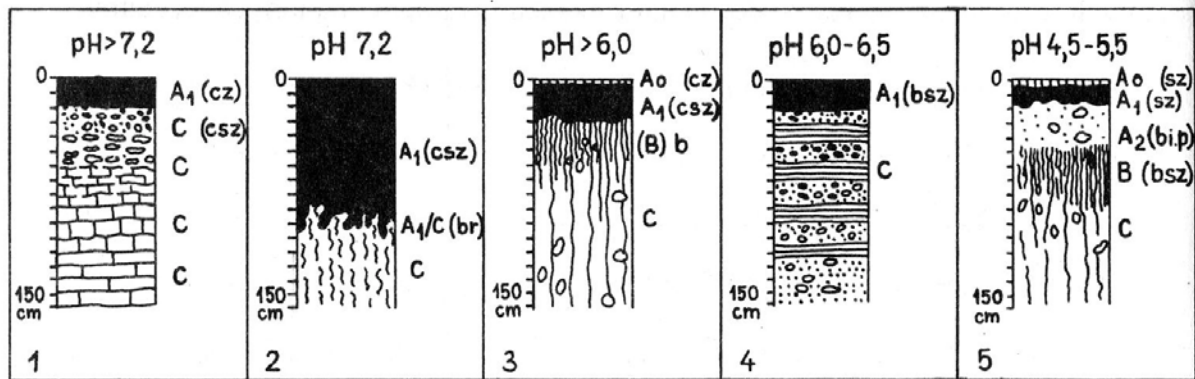 pH>7,2
0
A₁ (cz)
C (csz)
C
C
C
150
cm
1
pH 7,2
0
A₁(csz)
A₁/C(br)
C
150
cm
2
pH>6,0
0
A₀ (cz)
A₁(csz)
(B) b
C
150
cm
3
pH 6,0-6,5
0
A₁(bsz)
C
150
cm
4
pH 4,5-5,5
0
A₀ (sz)
A₁(sz)
A₂(bi.p)
B (bsz)
C
150
cm
5